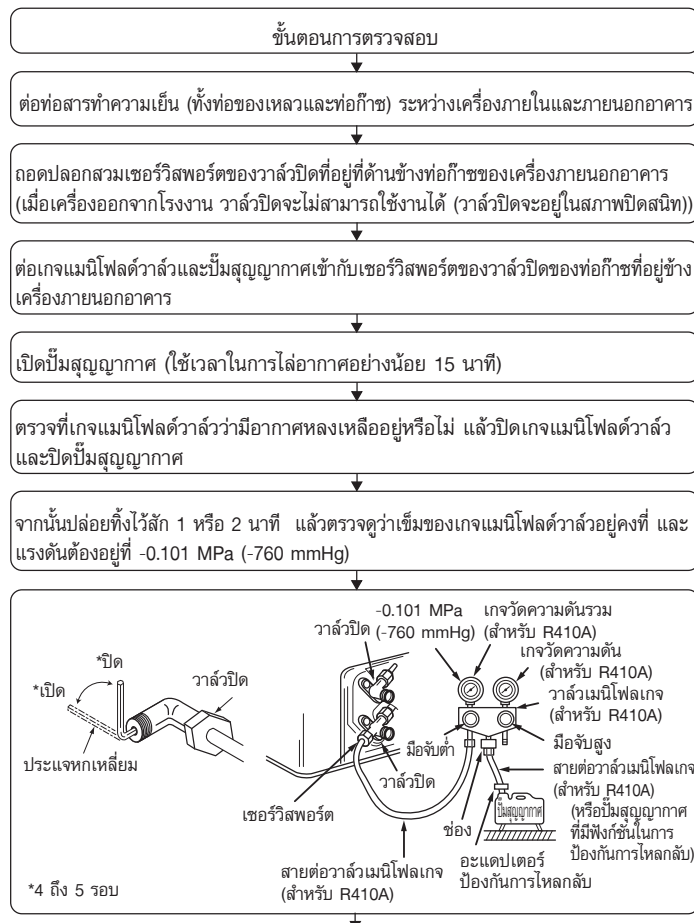 ขั้นตอนการตรวจสอบ
ต่อท่อสารทำความเย็น (ทั้งท่อของเหลวและท่อก๊าซ) ระหว่างเครื่องภายในและภายนอกอาคาร
ถอดปลอกสวมเซอร์วิสพอร์ตของวาล์วปิดที่อยู่ที่ด้านข้างท่อก๊าซของเครื่องภายนอกอาคาร
(เมื่อเครื่องออกจากโรงงาน วาล์วปิดจะไม่สามารถใช้งานได้ (วาล์วปิดจะอยู่ในสภาพปิดสนิท))
ต่อเกจแมนิโฟลด์วาล์วและปั๊มสุญญากาศเข้ากับเซอร์วิสพอร์ตของวาล์วปิดของท่อก๊าซที่อยู่ข้าง
เครื่องภายนอกอาคาร
เปิดปั๊มสุญญากาศ (ใช้เวลาในการไล่อากาศอย่างน้อย 15 นาที)
ตรวจที่เกจแมนิโฟลด์วาล์วว่ามีอากาศหลงเหลืออยู่หรือไม่ แล้วปิดเกจแมนิโฟลด์วาล์ว
และปิดปั๊มสุญญากาศ
จากนั้นปล่อยทิ้งไว้สัก 1 หรือ 2 นาที แล้วตรวจดูว่าเข็มของเกจแมนิโฟลด์วาล์วอยู่คงที่ และ
แรงดันต้องอยู่ที่ -0.101 MPa (-760 mmHg)
*ปิด
*เปิด
วาล์วปิด
ประแจหกเหลี่ยม
*4 ถึง 5 รอบ
วาล์วปิด
-0.101 MPa
(-760 mmHg)
เกจวัดความดันรวม
(สำหรับ R410A)
เกจวัดความดัน
(สำหรับ R410A)
วาล์วเมนิโฟลเกจ
(สำหรับ R410A)
มือจับต่ำ
มือจับสูง
วาล์วปิด
เซอร์วิสพอร์ต
สายต่อวาล์วเมนิโฟลเกจ
(สำหรับ R410A)
ปั๊มสุญญากาศ
(หรือปั๊มสุญญากาศ
ที่มีฟังก์ชันในการ
ป้องกันการไหลกลับ)
ช่อง
อะแดปเตอร์
ป้องกันการไหลกลับ
สายต่อวาล์วเมนิโฟลเกจ
(สำหรับ R410A)